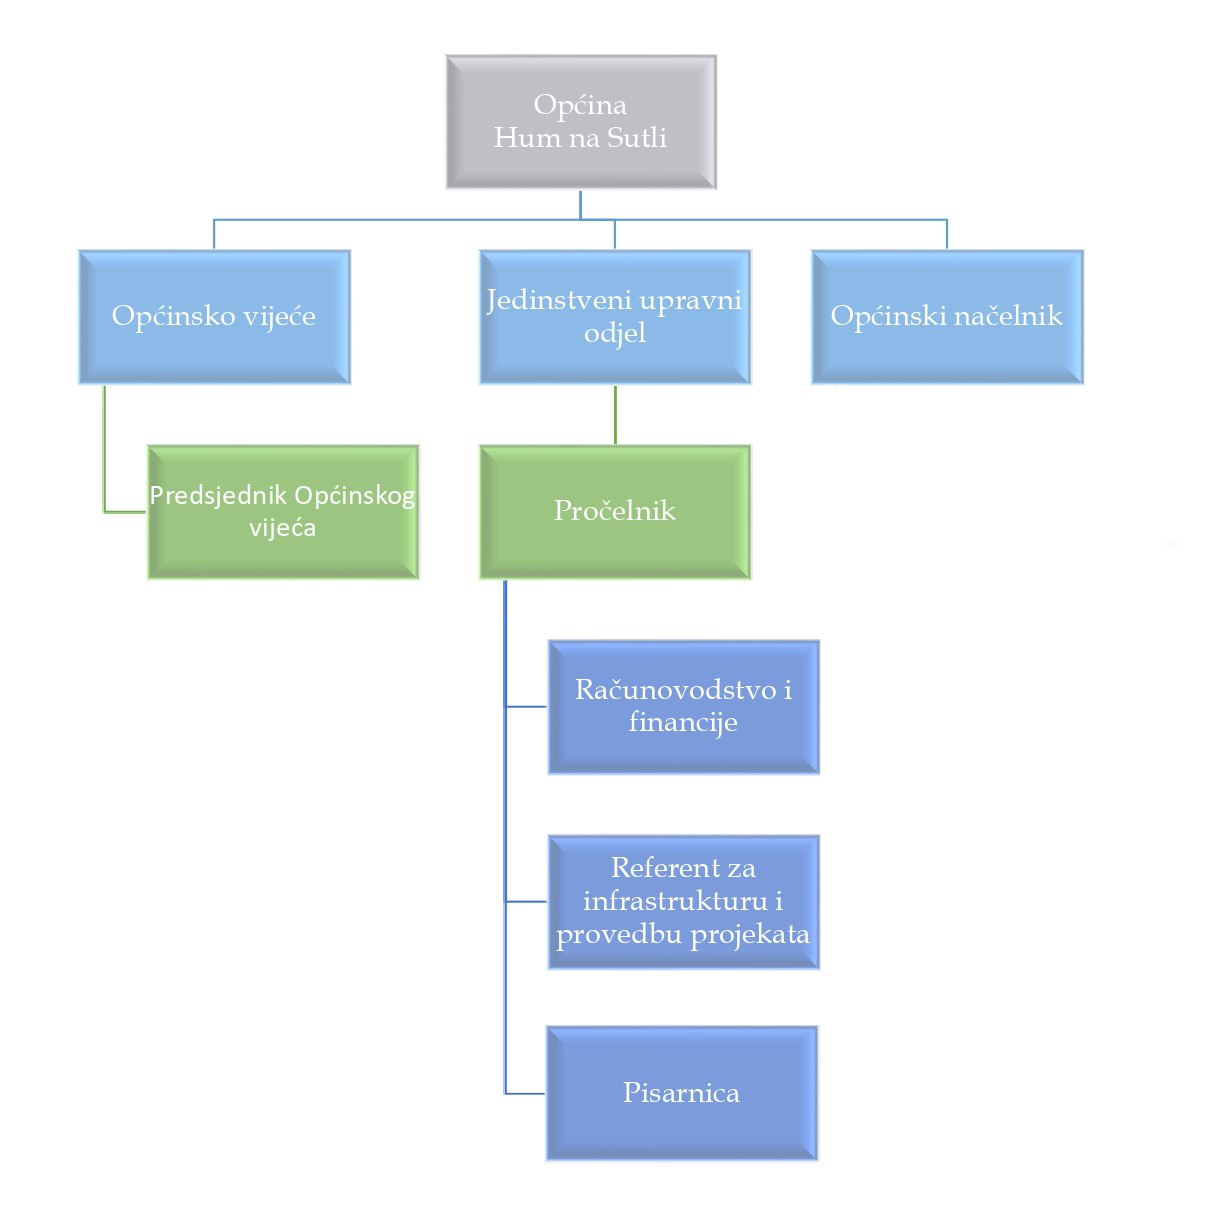 Općina
Hum na Sutli
Općinsko vijeće
Jedinstveni upravni
odjel
Općinski načelnik
Predsjednik Općinskog
vijeća
Pročelnik
Računovodstvo i
financije
Referent za
infrastrukturu i
provedbu projekata
Pisarnica